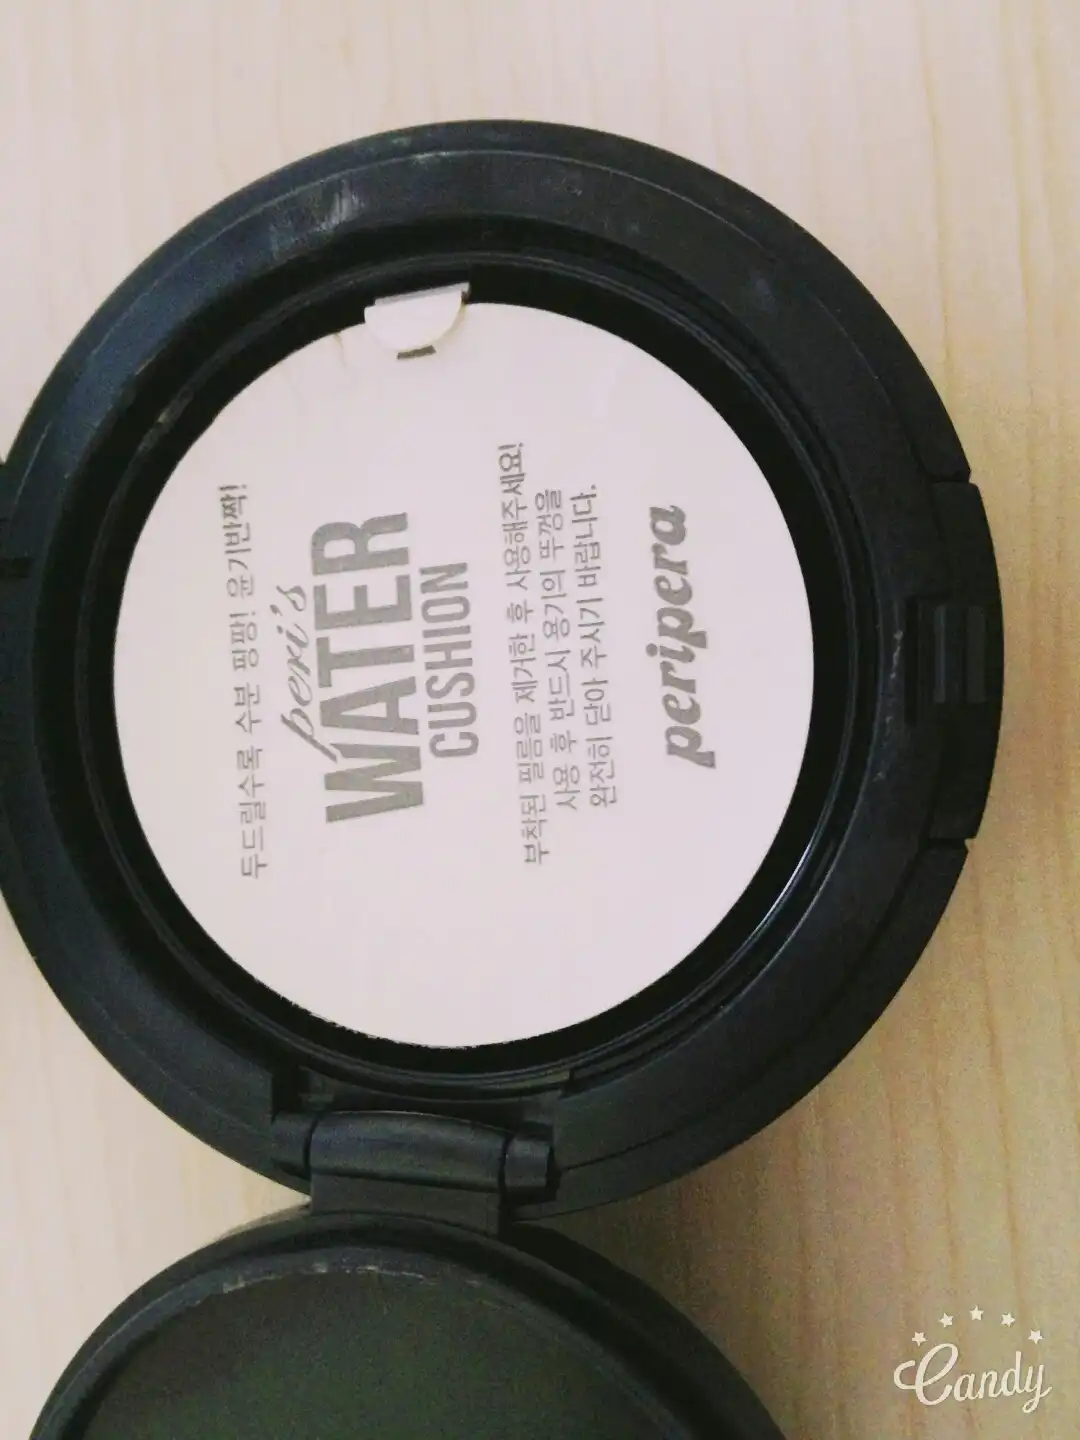 두드릴수록 수분 핑팡! 윤기반짝!
peri's
WATER
CUSHION
부착된 필름을 제거한 후 사용해주세요!
사용 후 반드시 용기의 뚜껑을
완전히 닫아 주시기 바랍니다.
peripera
Candy